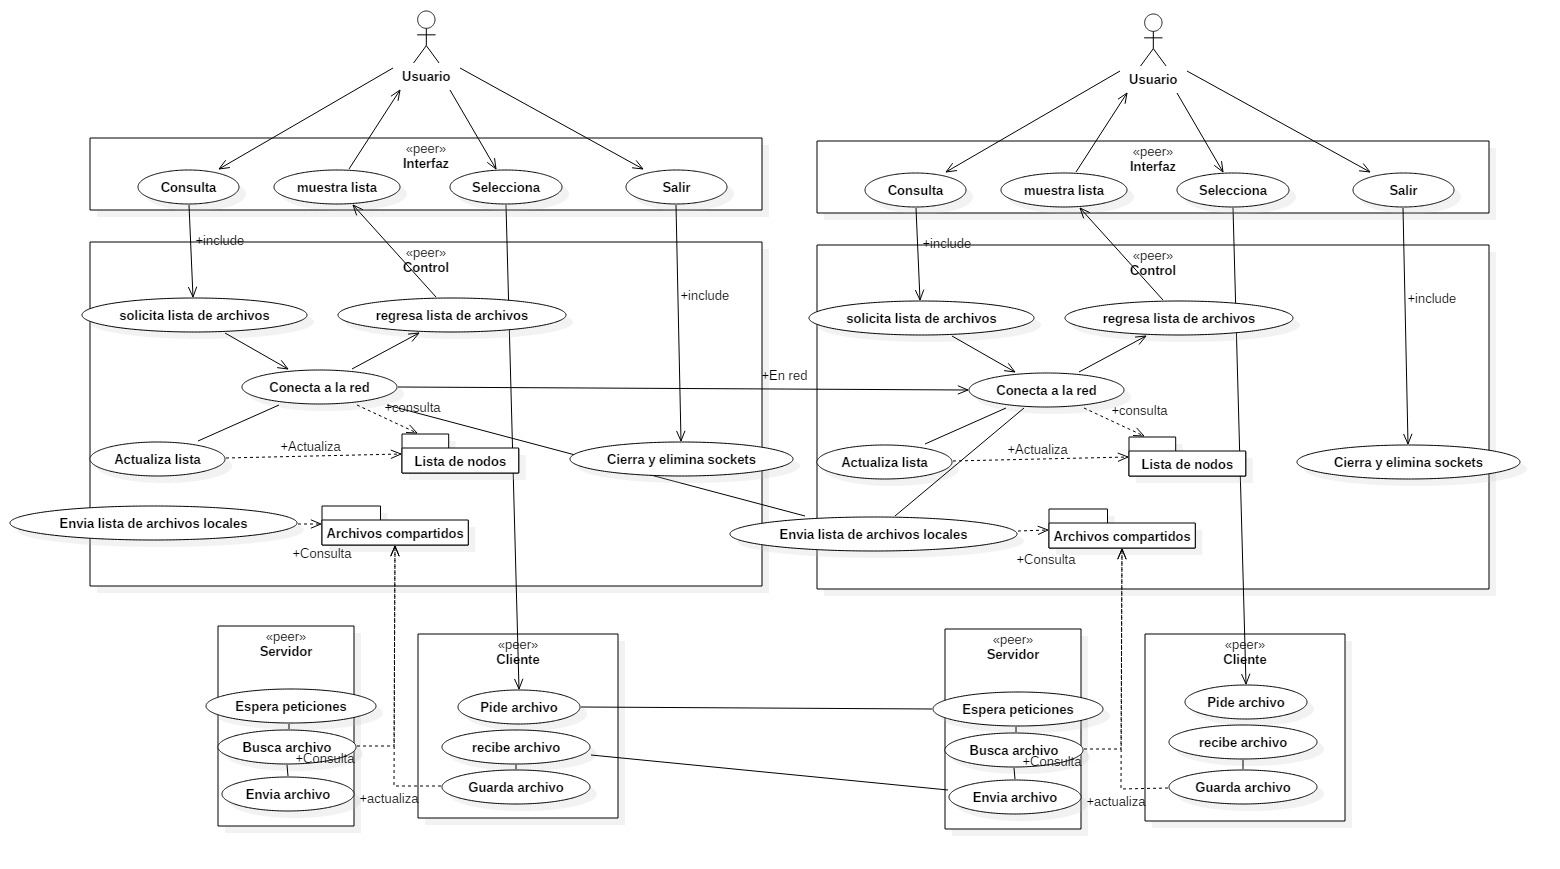 Usuario
Usuario
«peer»
Interfaz
Consulta
muestra lista
Selecciona
Salir
«peer»
Interfaz
Consulta
muestra lista
Selecciona
Salir
+include
«peer»
Control
+include
solicita lista de archivos
regresa lista de archivos
Conecta a la red
+En red
+consulta
Actualiza lista
+Actualiza
Lista de nodos
Cierra y elimina sockets
Envia lista de archivos locales
Archivos compartidos
+Consulta
+include
«peer»
Control
+include
solicita lista de archivos
regresa lista de archivos
Conecta a la red
+consulta
Actualiza lista
+Actualiza
Lista de nodos
Cierra y elimina sockets
Envia lista de archivos locales
Archivos compartidos
+Consulta
«peer»
Servidor
Espera peticiones
Busca archivo
+Consulta
Envia archivo
«peer»
Cliente
Pide archivo
recibe archivo
Guarda archivo
+actualiza
«peer»
Servidor
Espera peticiones
Busca archivo
+Consulta
Envia archivo
«peer»
Cliente
Pide archivo
recibe archivo
Guarda archivo
+actualiza